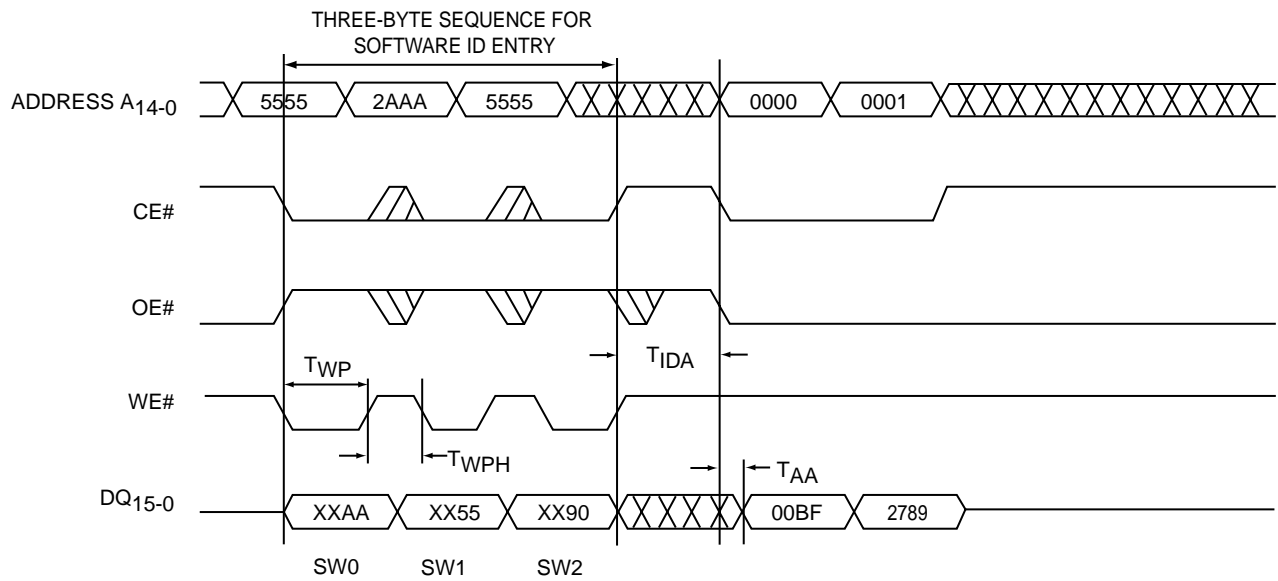 THREE-BYTE SEQUENCE FOR
SOFTWARE ID ENTRY
ADDRESS A14-0
5555
2AAA
5555
0000
0001
CE#
OE#
TWP
TIDA
WE#
TWPH
TAA
DQ15-0
XXAA
XX55
XX90
00BF
2789
SW0
SW1
SW2